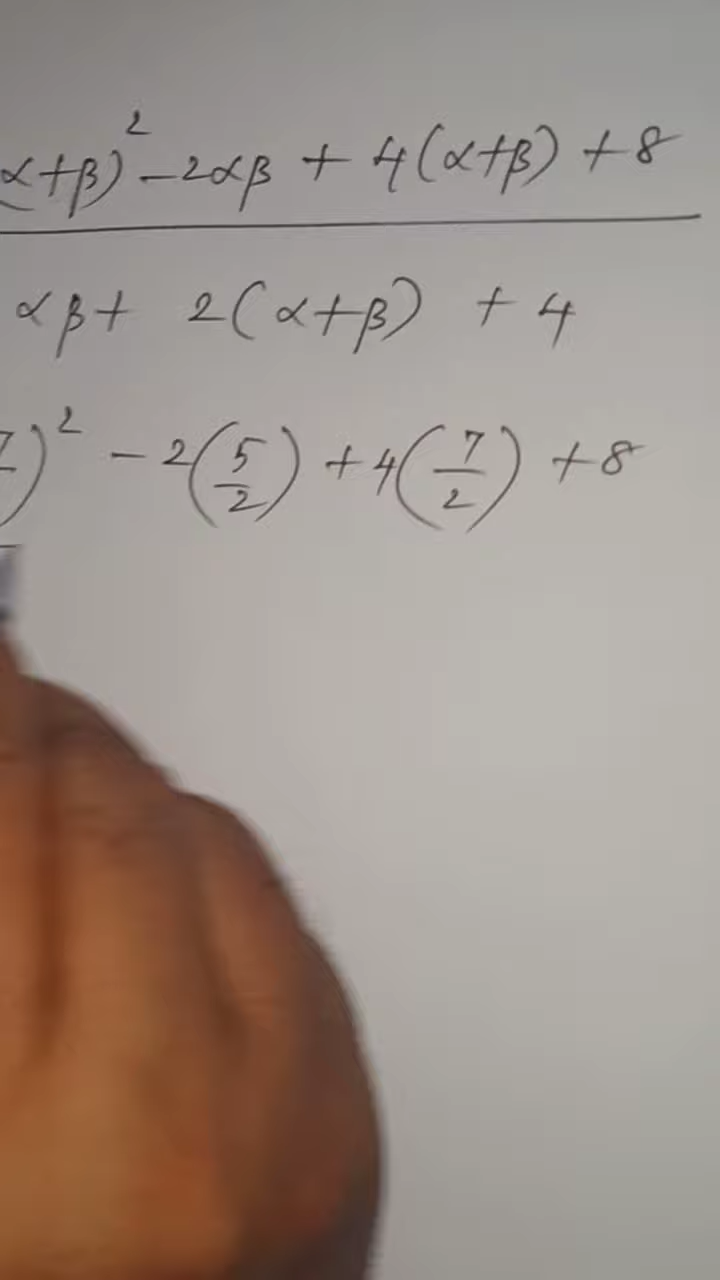 α+β)² - 2αβ + 4(α+β) + 8
αβ + 2(α+β) + 4
)² - 2(5/2) + 4(7/2) + 8